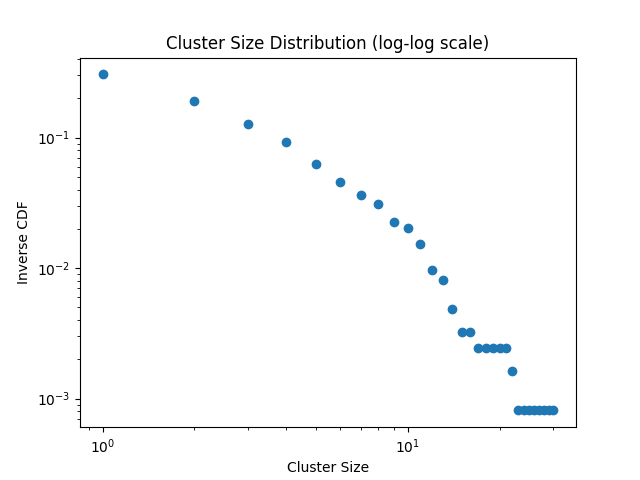 Cluster Size Distribution (log-log scale)
Inverse CDF
10⁻¹
10⁻²
10⁻³
10⁰
10¹
Cluster Size